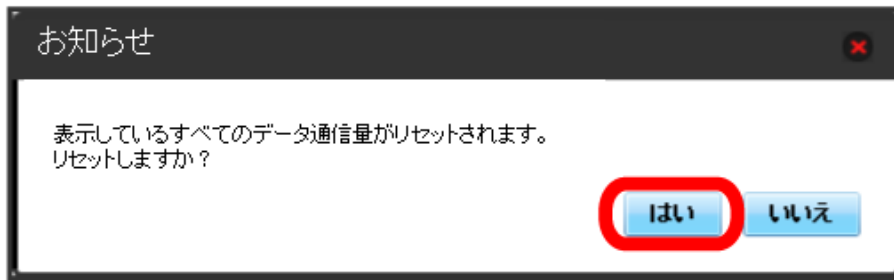 お知らせ
表示しているすべてのデータ通信量がリセットされます。
リセットしますか？
はい
いいえ